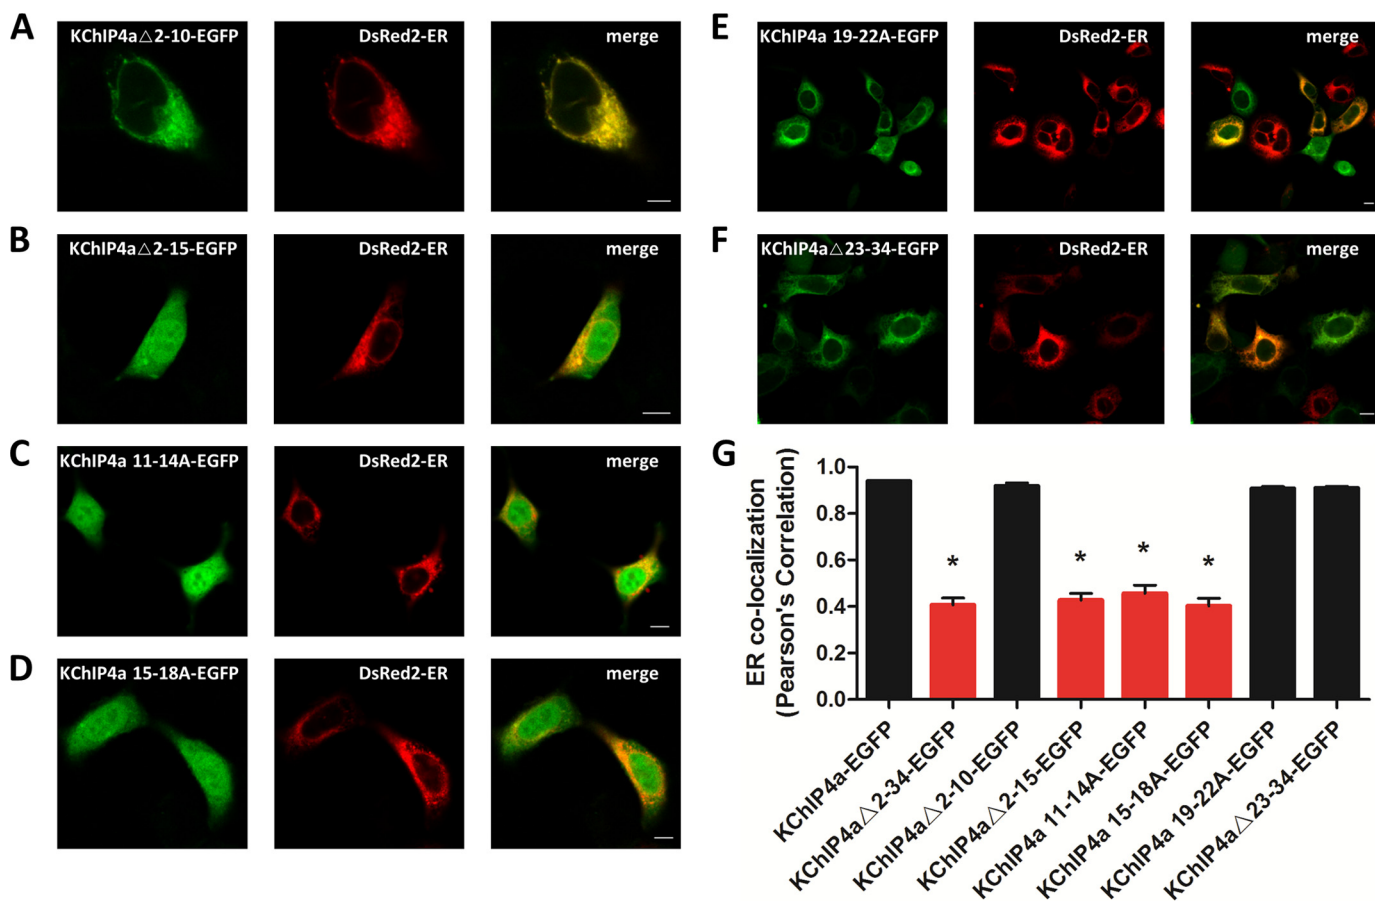 A
KChIP4a△2-10-EGFP
DsRed2-ER
merge
B
KChIP4a△2-15-EGFP
DsRed2-ER
merge
C
KChIP4a 11-14A-EGFP
DsRed2-ER
merge
D
KChIP4a 15-18A-EGFP
DsRed2-ER
merge
E
KChIP4a 19-22A-EGFP
DsRed2-ER
merge
F
KChIP4a△23-34-EGFP
DsRed2-ER
merge
G
ER co-localization
(Pearson's Correlation)
1.0
0.8
0.6
0.4
0.2
0.0
*
*
*
*
KChIP4a-EGFP
KChIP4a△2-34-EGFP
KChIP4a△2-10-EGFP
KChIP4a△2-15-EGFP
KChIP4a 11-14A-EGFP
KChIP4a 15-18A-EGFP
KChIP4a 19-22A-EGFP
KChIP4a△23-34-EGFP